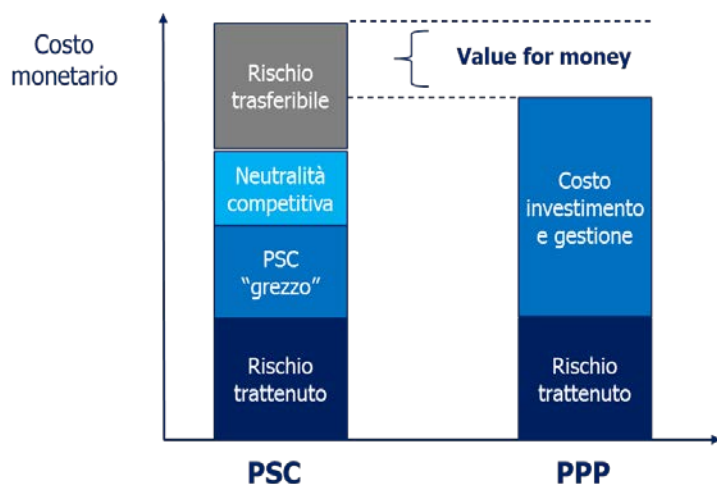 Costo
monetario
Rischio
trasferibile
Value for money
Neutralità
competitiva
Costo
investimento
e gestione
PSC
“grezzo”
Rischio
trattenuto
Rischio
trattenuto
PSC
PPP